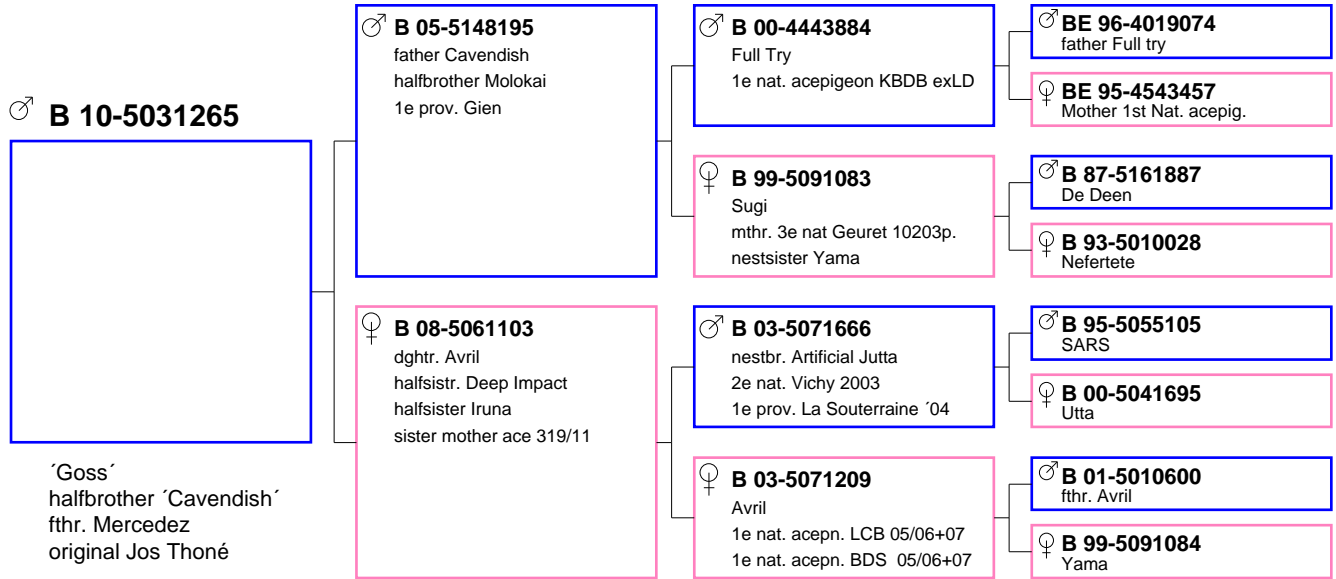 B 10-5031265
´Goss´
halfbrother ´Cavendish´
fthr. Mercedez
original Jos Thoné
B 05-5148195
father Cavendish
halfbrother Molokai
1e prov. Gien
B 08-5061103
dghtr. Avril
halfsistr. Deep Impact
halfsister Iruna
sister mother ace 319/11
B 00-4443884
Full Try
1e nat. acepigeon KBDB exLD
B 99-5091083
Sugi
mthr. 3e nat Geuret 10203p.
nestsister Yama
B 03-5071666
nestbr. Artificial Jutta
2e nat. Vichy 2003
1e prov. La Souterraine ´04
B 03-5071209
Avril
1e nat. acepn. LCB 05/06+07
1e nat. acepn. BDS  05/06+07
BE 96-4019074
father Full try
BE 95-4543457
Mother 1st Nat. acepig.
B 87-5161887
De Deen
B 93-5010028
Nefertete
B 95-5055105
SARS
B 00-5041695
Utta
B 01-5010600
fthr. Avril
B 99-5091084
Yama